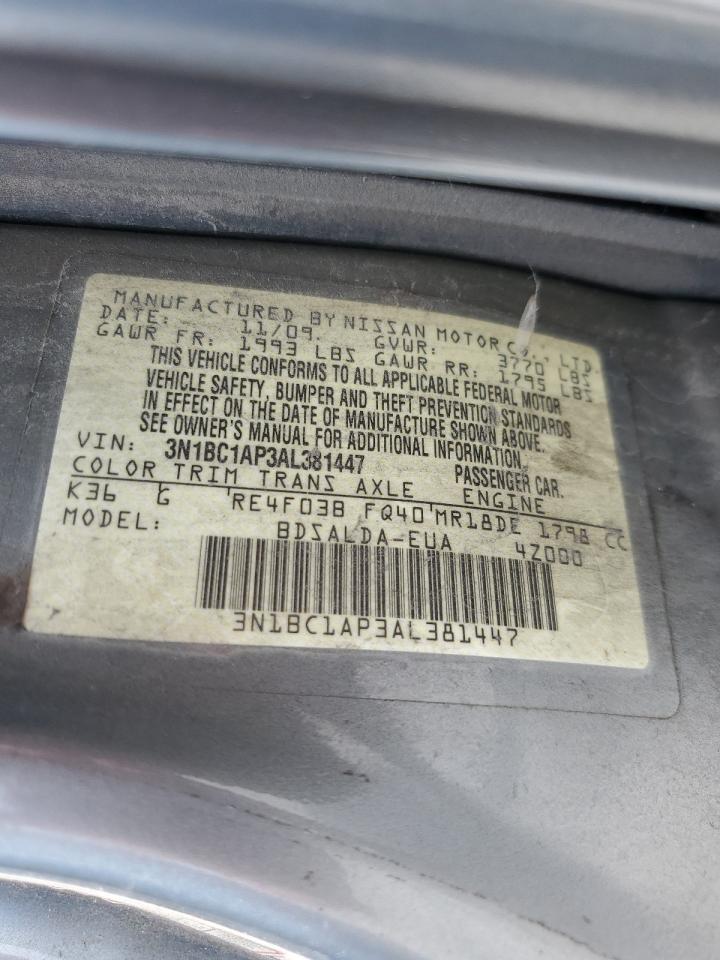 MANUFACTURED BY NISSAN MOTOR CO., LTD.
DATE: 11/09. GVWR: 3770 LBS
GAWR FR: 1993 LBS GAWR RR: 1795 LBS
THIS VEHICLE CONFORMS TO ALL APPLICABLE FEDERAL MOTOR
VEHICLE SAFETY, BUMPER AND THEFT PREVENTION STANDARDS
IN EFFECT ON THE DATE OF MANUFACTURE SHOWN ABOVE.
SEE OWNER'S MANUAL FOR ADDITIONAL INFORMATION.
VIN: 3N1BC1AP3AL381447 PASSENGER CAR.
COLOR TRIM TRANS AXLE ENGINE
K36 G RE4F03B FQ40 MR18DE 1798 CC
MODEL: BDSALDA-EUA 4Z000
3N1BC1AP3AL381447